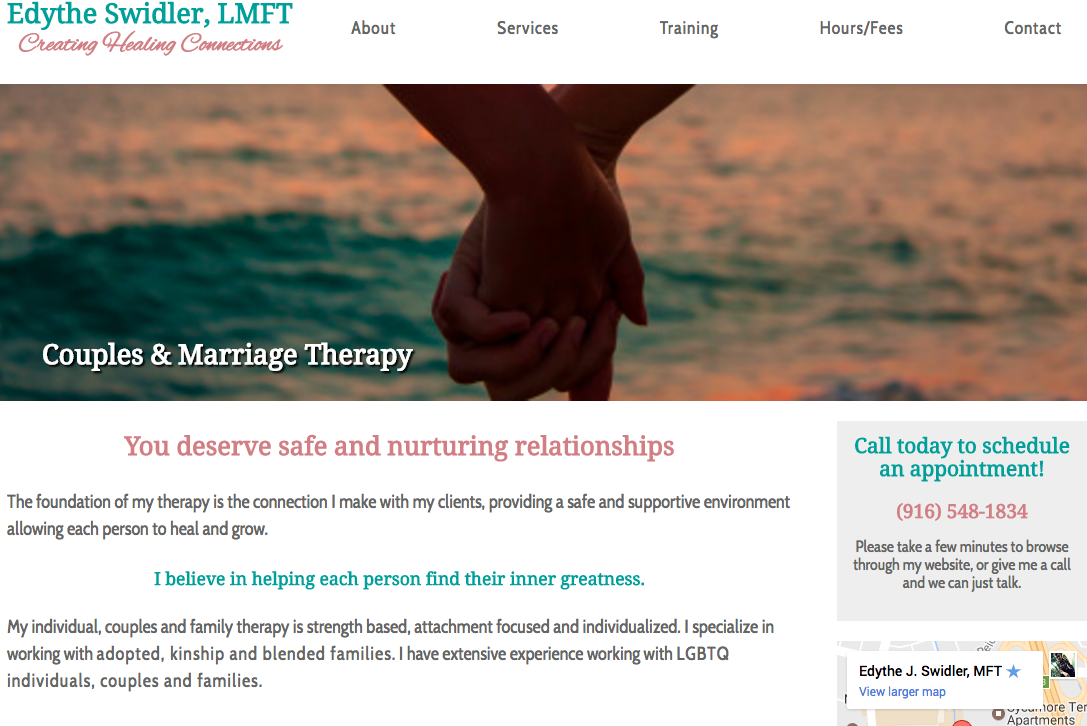 Edythe Swidler, LMFT
Creating Healing Connections
About Services Training Hours/Fees Contact
Couples & Marriage Therapy
You deserve safe and nurturing relationships
The foundation of my therapy is the connection I make with my clients, providing a safe and supportive environment
allowing each person to heal and grow.
I believe in helping each person find their inner greatness.
My individual, couples and family therapy is strength based, attachment focused and individualized. I specialize in
working with adopted, kinship and blended families. I have extensive experience working with LGBTQ
individuals, couples and families.
Call today to schedule
an appointment!
(916) 548-1834
Please take a few minutes to browse
through my website, or give me a call
and we can just talk.
Edythe J. Swidler, MFT
View larger map
Apartments